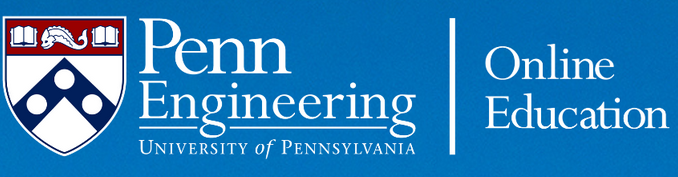 Penn
Engineering
UNIVERSITY of PENNSYLVANIA
Online
Education